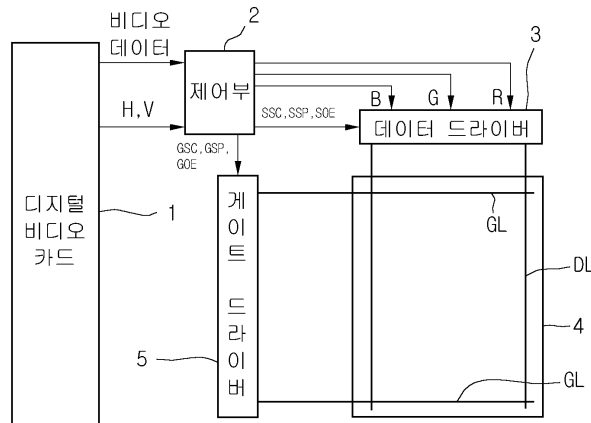 비디오
데이터
2
제어부
3
B
G
R
H,V
SSC,SSP,SOE
데이터 드라이버
GSC,GSP,
GOE
디지털
비디오
카드
1
게이트 드라이버
GL
DL
4
5
GL